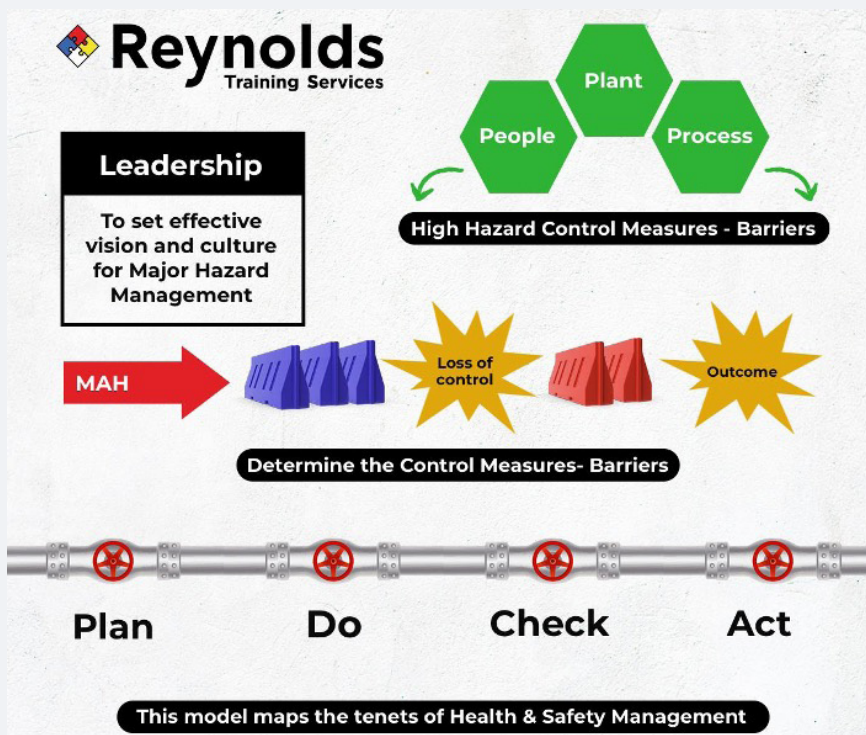 Reynolds
Training Services
Plant
People
Process
High Hazard Control Measures - Barriers
Leadership
To set effective
vision and culture
for Major Hazard
Management
MAH
Loss of
control
Outcome
Determine the Control Measures- Barriers
Plan
Do
Check
Act
This model maps the tenets of Health & Safety Management